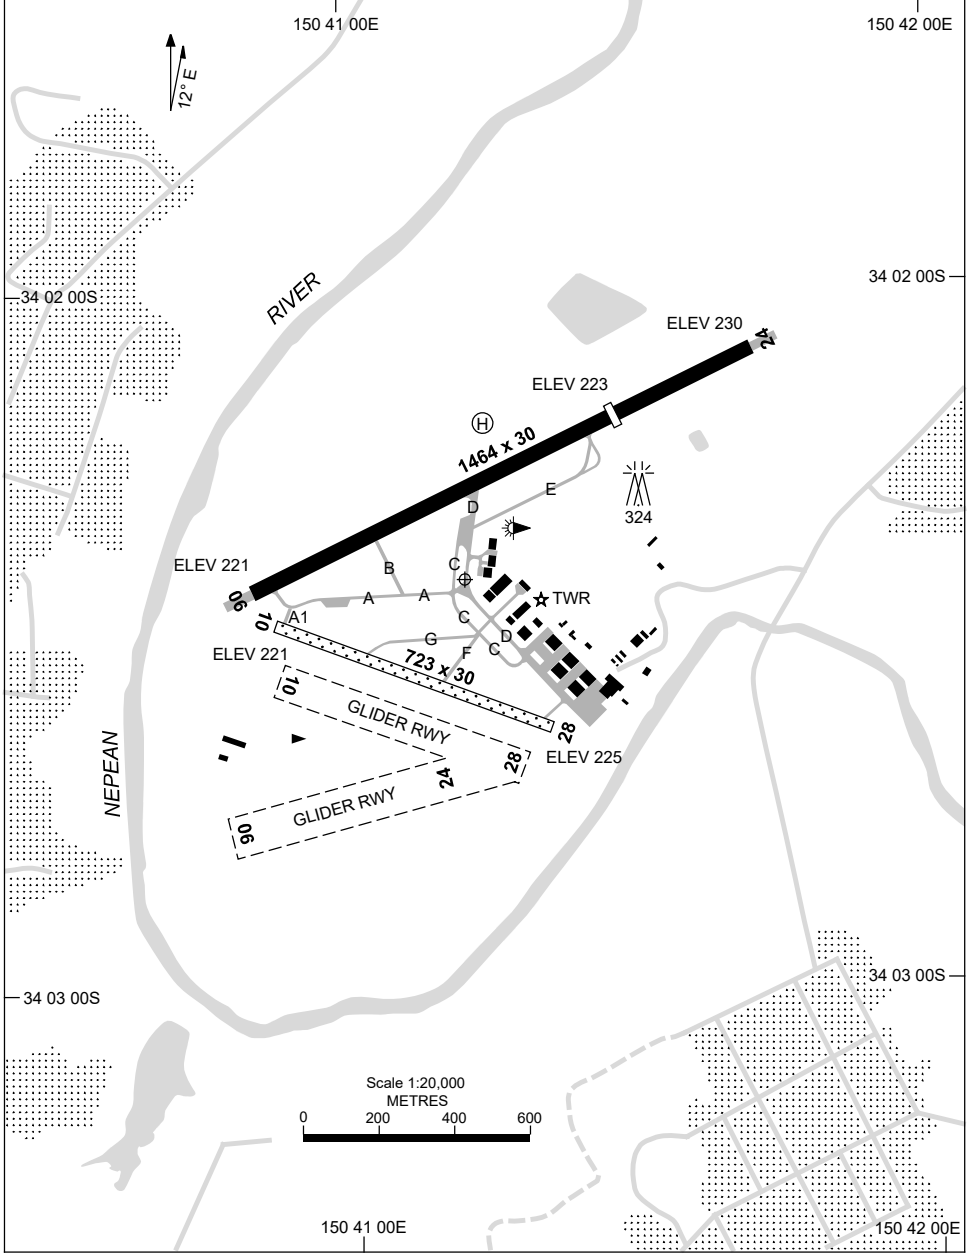 150 41 00E
150 42 00E
12° E
34 02 00S
RIVER
34 02 00S
ELEV 230
24
ELEV 223
H
1464 x 30
E
D
324
ELEV 221
B
C
06
A
A
TWR
10
A1
C
G
D
ELEV 221
F
C
723 x 30
10
GLIDER RWY
28
NEPEAN
28
ELEV 225
24
GLIDER RWY
06
34 03 00S
34 03 00S
Scale 1:20,000
METRES
0 200 400 600
150 41 00E
150 42 00E